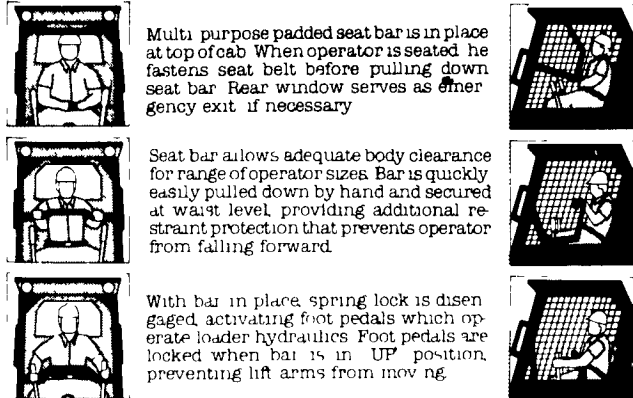 Multi purpose padded seat bar is in place
at top of cab When operator is seated he
fastens seat belt before pulling down
seat bar Rear window serves as emer
gency exit if necessary
Seat bar allows adequate body clearance
for range of operator sizes Bar is quickly
easily pulled down by hand and secured
at waist level, providing additional re-
straint protection that prevents operator
from falling forward
With bar in place spring lock is disen
gaged, activating foot pedals which op-
erate loader hydraulics Foot pedals are
locked when bar is in UP' position,
preventing lift arms from mov ng